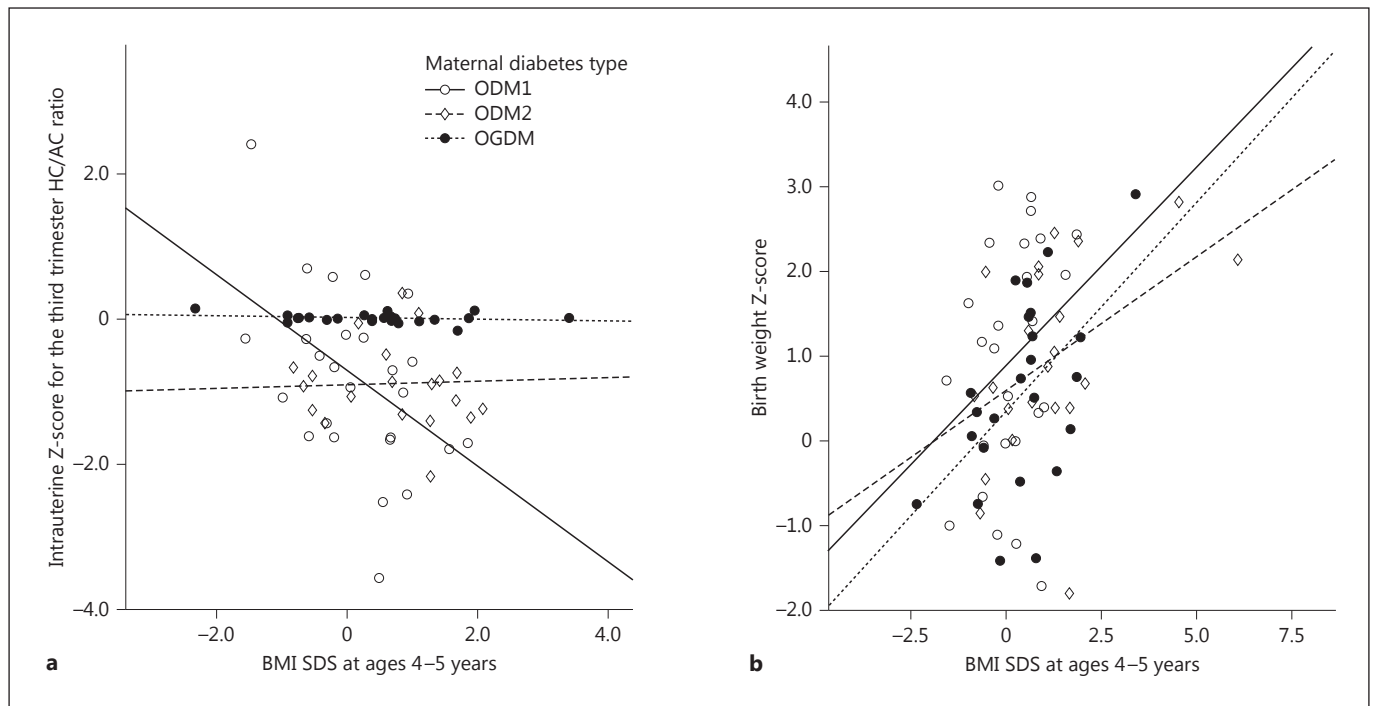 Maternal diabetes type
ODM1
ODM2
OGDM
Intrauterine Z-score for the third trimester HC/AC ratio
2.0
0
–2.0
–4.0
–2.0
0
2.0
4.0
BMI SDS at ages 4–5 years
a
Birth weight Z-score
4.0
3.0
2.0
1.0
0
–1.0
–2.0
–2.5
0
2.5
5.0
7.5
BMI SDS at ages 4–5 years
b